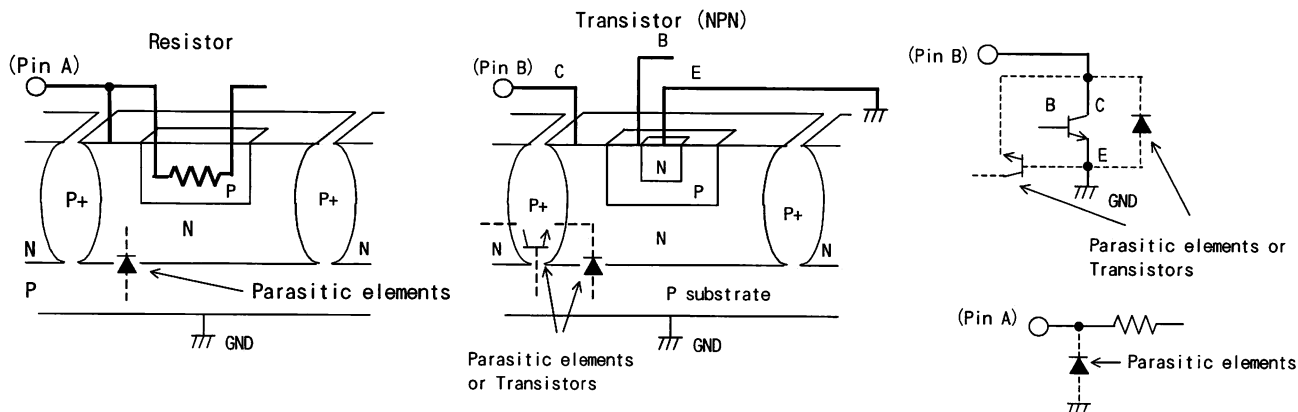 Resistor
(Pin A)
P+
P
P+
N
N
N
P
Parasitic elements
GND
Transistor (NPN)
B
(Pin B)
C
E
N
P
P+
P+
N
N
N
P substrate
GND
Parasitic elements
or Transistors
(Pin B)
B
C
E
GND
Parasitic elements or
Transistors
(Pin A)
Parasitic elements